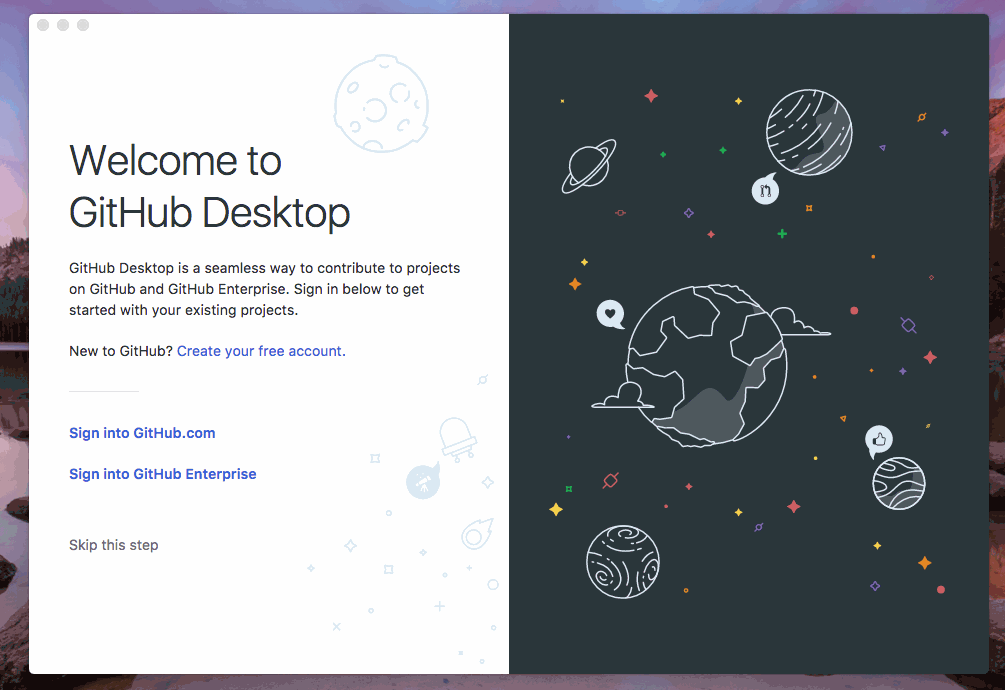 Welcome to
GitHub Desktop
GitHub Desktop is a seamless way to contribute to projects
on GitHub and GitHub Enterprise. Sign in below to get
started with your existing projects.
New to GitHub? Create your free account.
Sign into GitHub.com
Sign into GitHub Enterprise
Skip this step